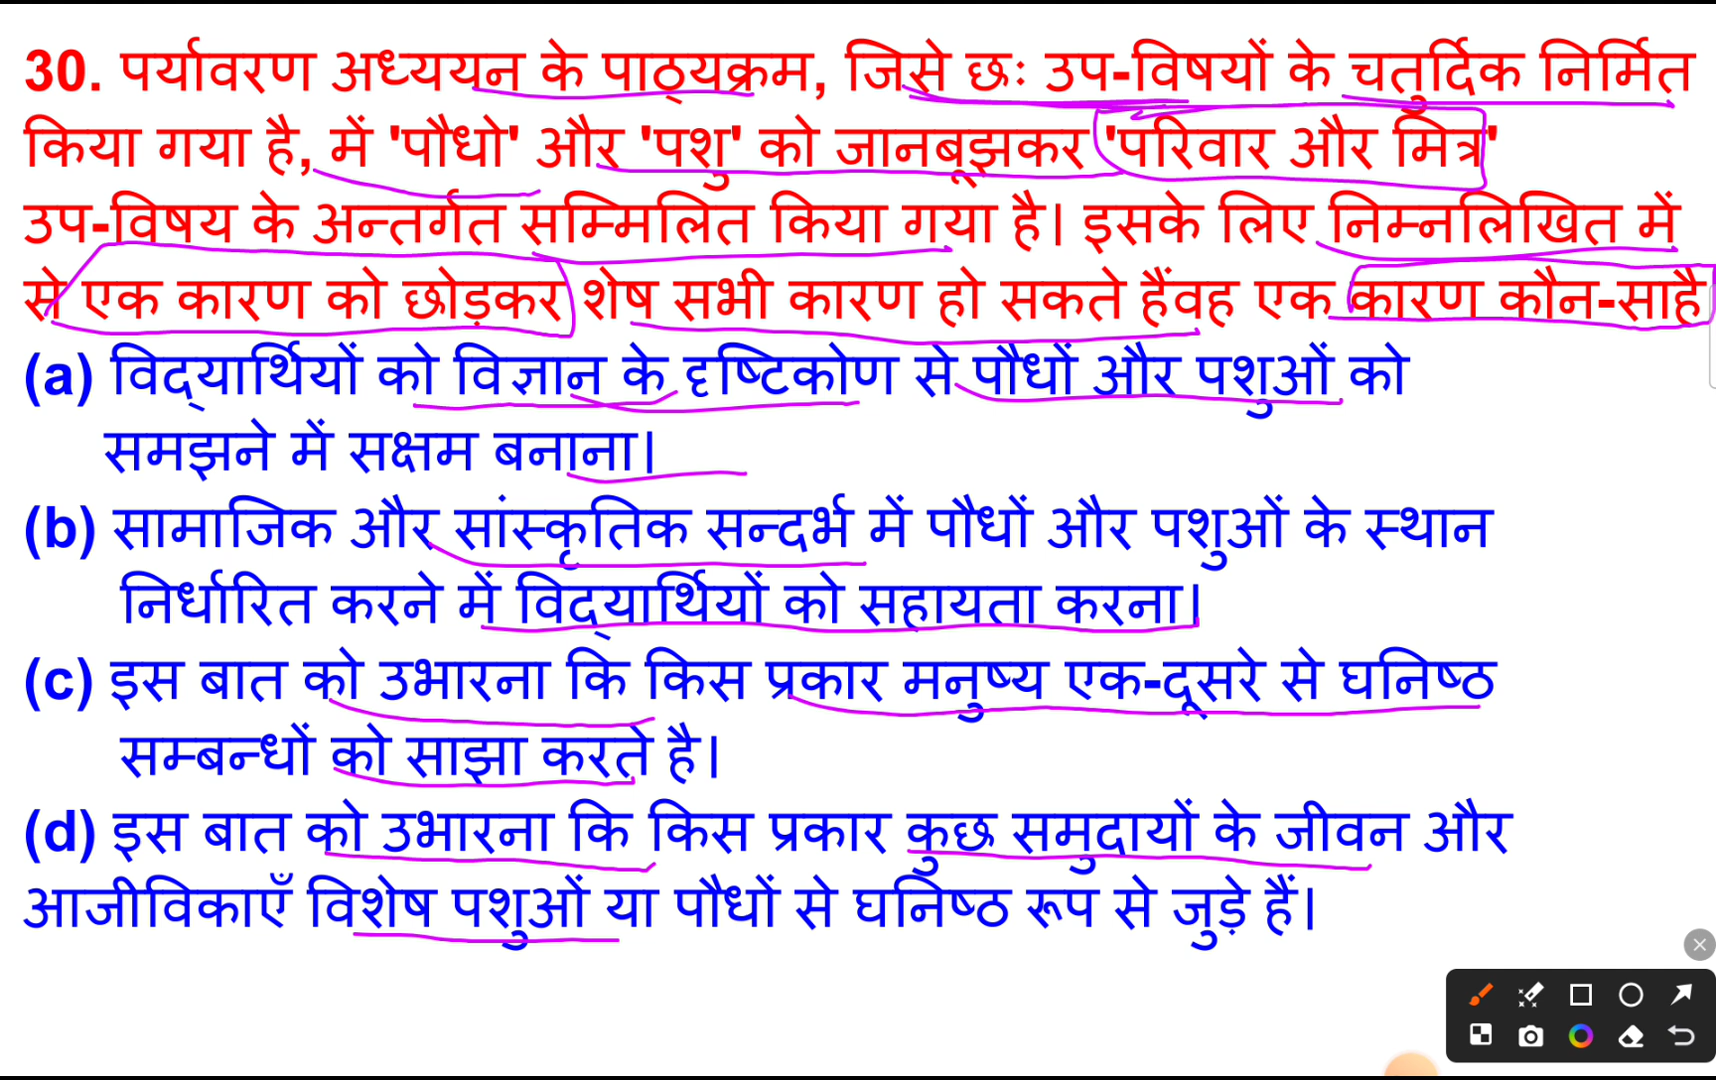 30. पर्यावरण अध्ययन के पाठ्यक्रम, जिसे छः उप-विषयों के चतुर्दिक निर्मित
किया गया है, में 'पौधो' और 'पशु' को जानबूझकर 'परिवार और मित्र'
उप-विषय के अन्तर्गत सम्मिलित किया गया है। इसके लिए निम्नलिखित में
से एक कारण को छोड़कर शेष सभी कारण हो सकते हैंवह एक कारण कौन-साहै
(a) विद्यार्थियों को विज्ञान के दृष्टिकोण से पौधों और पशुओं को
समझने में सक्षम बनाना।
(b) सामाजिक और सांस्कृतिक सन्दर्भ में पौधों और पशुओं के स्थान
निर्धारित करने में विद्यार्थियों को सहायता करना।
(c) इस बात को उभारना कि किस प्रकार मनुष्य एक-दूसरे से घनिष्ठ
सम्बन्धों को साझा करते है।
(d) इस बात को उभारना कि किस प्रकार कुछ समुदायों के जीवन और
आजीविकाएँ विशेष पशुओं या पौधों से घनिष्ठ रूप से जुड़े हैं।